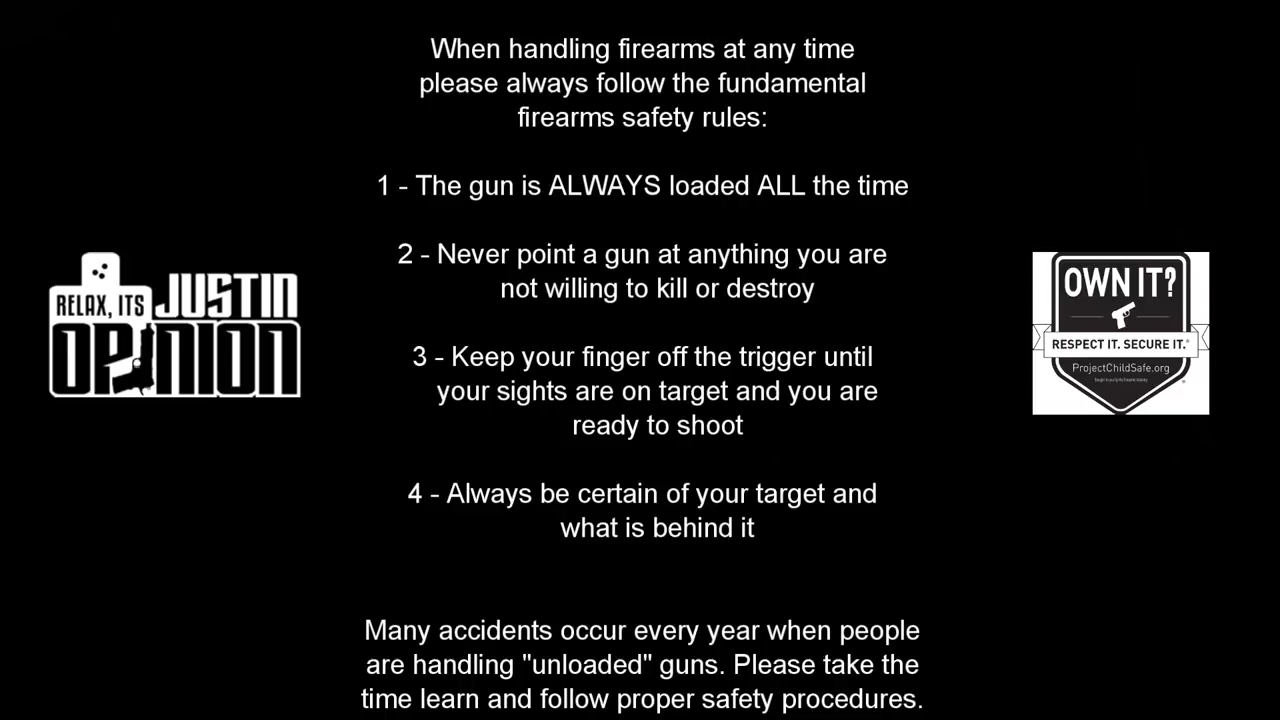 When handling firearms at any time
please always follow the fundamental
firearms safety rules:
1 - The gun is ALWAYS loaded ALL the time
2 - Never point a gun at anything you are
not willing to kill or destroy
3 - Keep your finger off the trigger until
your sights are on target and you are
ready to shoot
4 - Always be certain of your target and
what is behind it
Many accidents occur every year when people
are handling "unloaded" guns. Please take the
time learn and follow proper safety procedures.
RELAX, ITS JUSTIN
OPINION
OWN IT?
RESPECT IT. SECURE IT.®
ProjectChildSafe.org